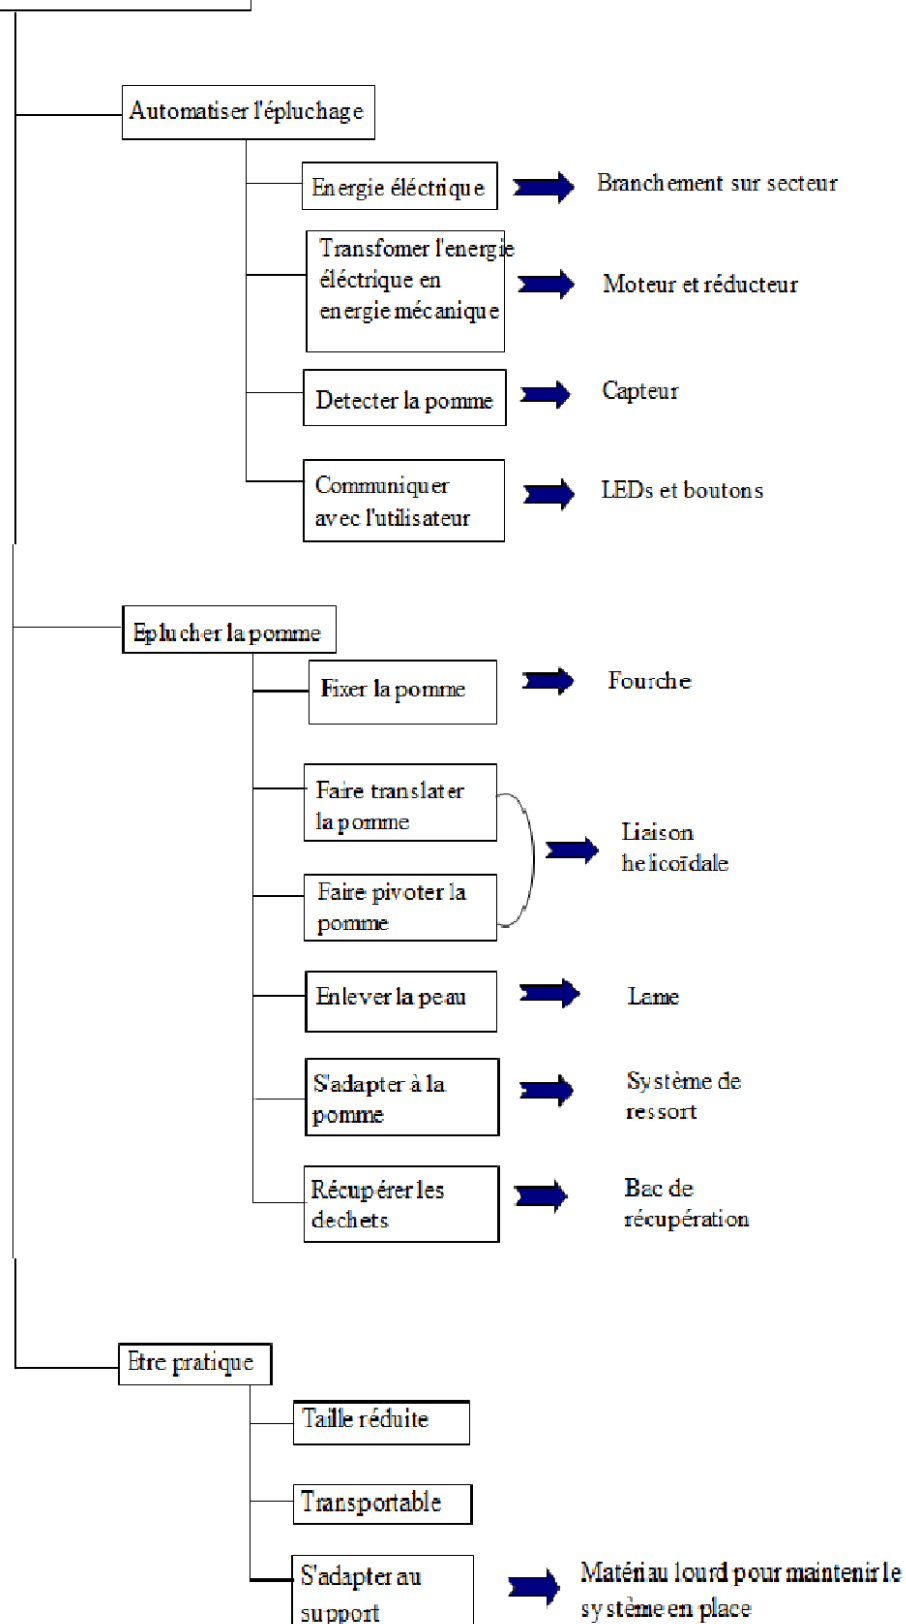 Automatiser l'épluchage
Energie éléctrique
Branchement sur secteur
Transfomer l'energie
éléctrique en
energie mécanique
Moteur et réducteur
Detecter la pomme
Capteur
Communiquer
avec l'utilisateur
LEDs et boutons
Eplucher la pomme
Fixer la pomme
Fourche
Faire translater
la pomme
Faire pivoter la
pomme
Liaison
helicoïdale
Enlever la peau
Lame
S'adapter à la
pomme
Système de
ressort
Récupérer les
dechets
Bac de
récupération
Etre pratique
Taille réduite
Transportable
S'adapter au
support
Matériau lourd pour maintenir le
système en place